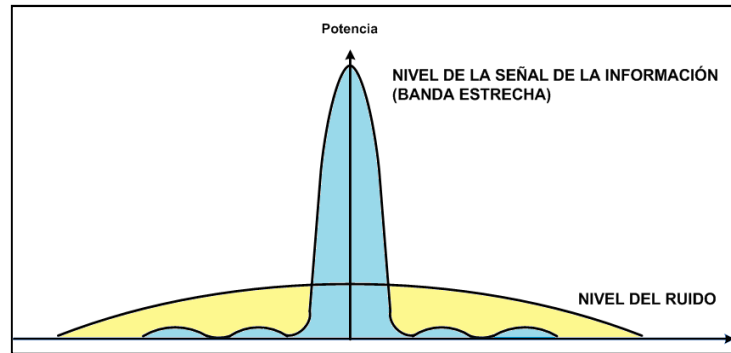 Potencia
NIVEL DE LA SEÑAL DE LA INFORMACIÓN
(BANDA ESTRECHA)
NIVEL DEL RUIDO